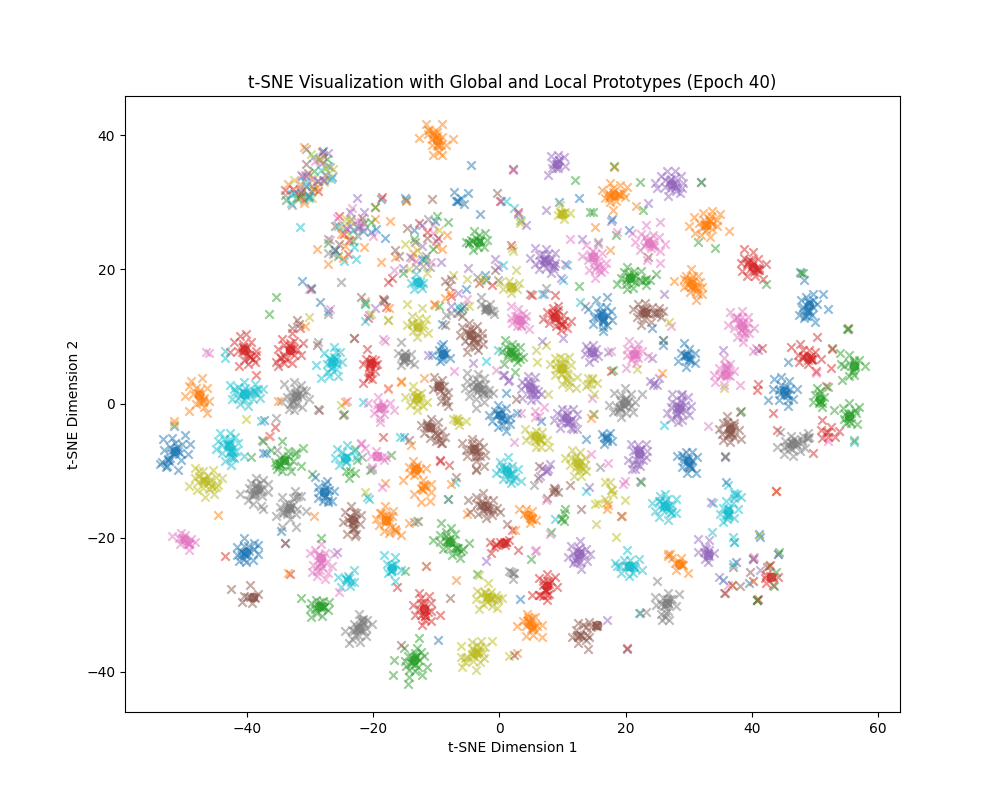 t-SNE Visualization with Global and Local Prototypes (Epoch 40)
40
20
0
−20
−40
t-SNE Dimension 2
−40 −20 0 20 40 60
t-SNE Dimension 1